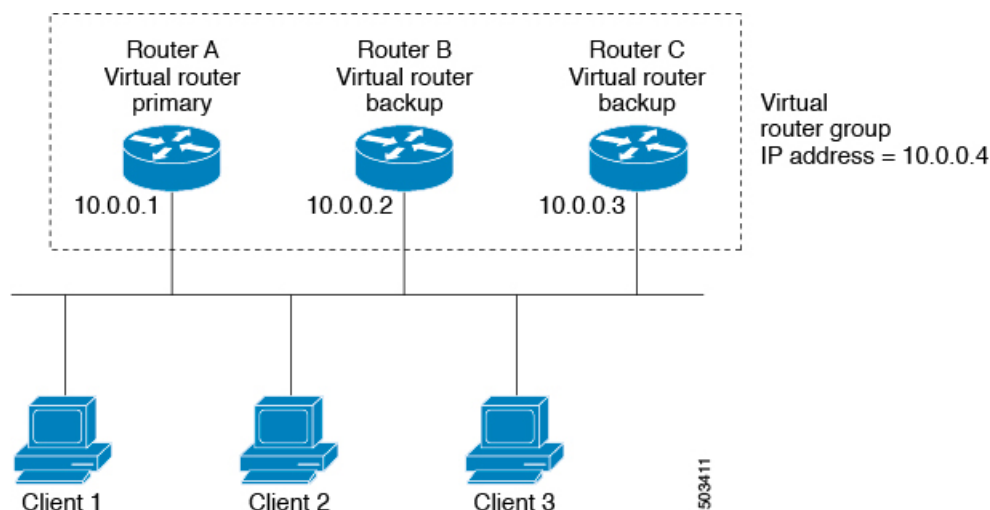 Router A
Virtual router
primary
Router B
Virtual router
backup
Router C
Virtual router
backup
Virtual
router group
IP address = 10.0.0.4
10.0.0.1
10.0.0.2
10.0.0.3
Client 1
Client 2
Client 3
503411